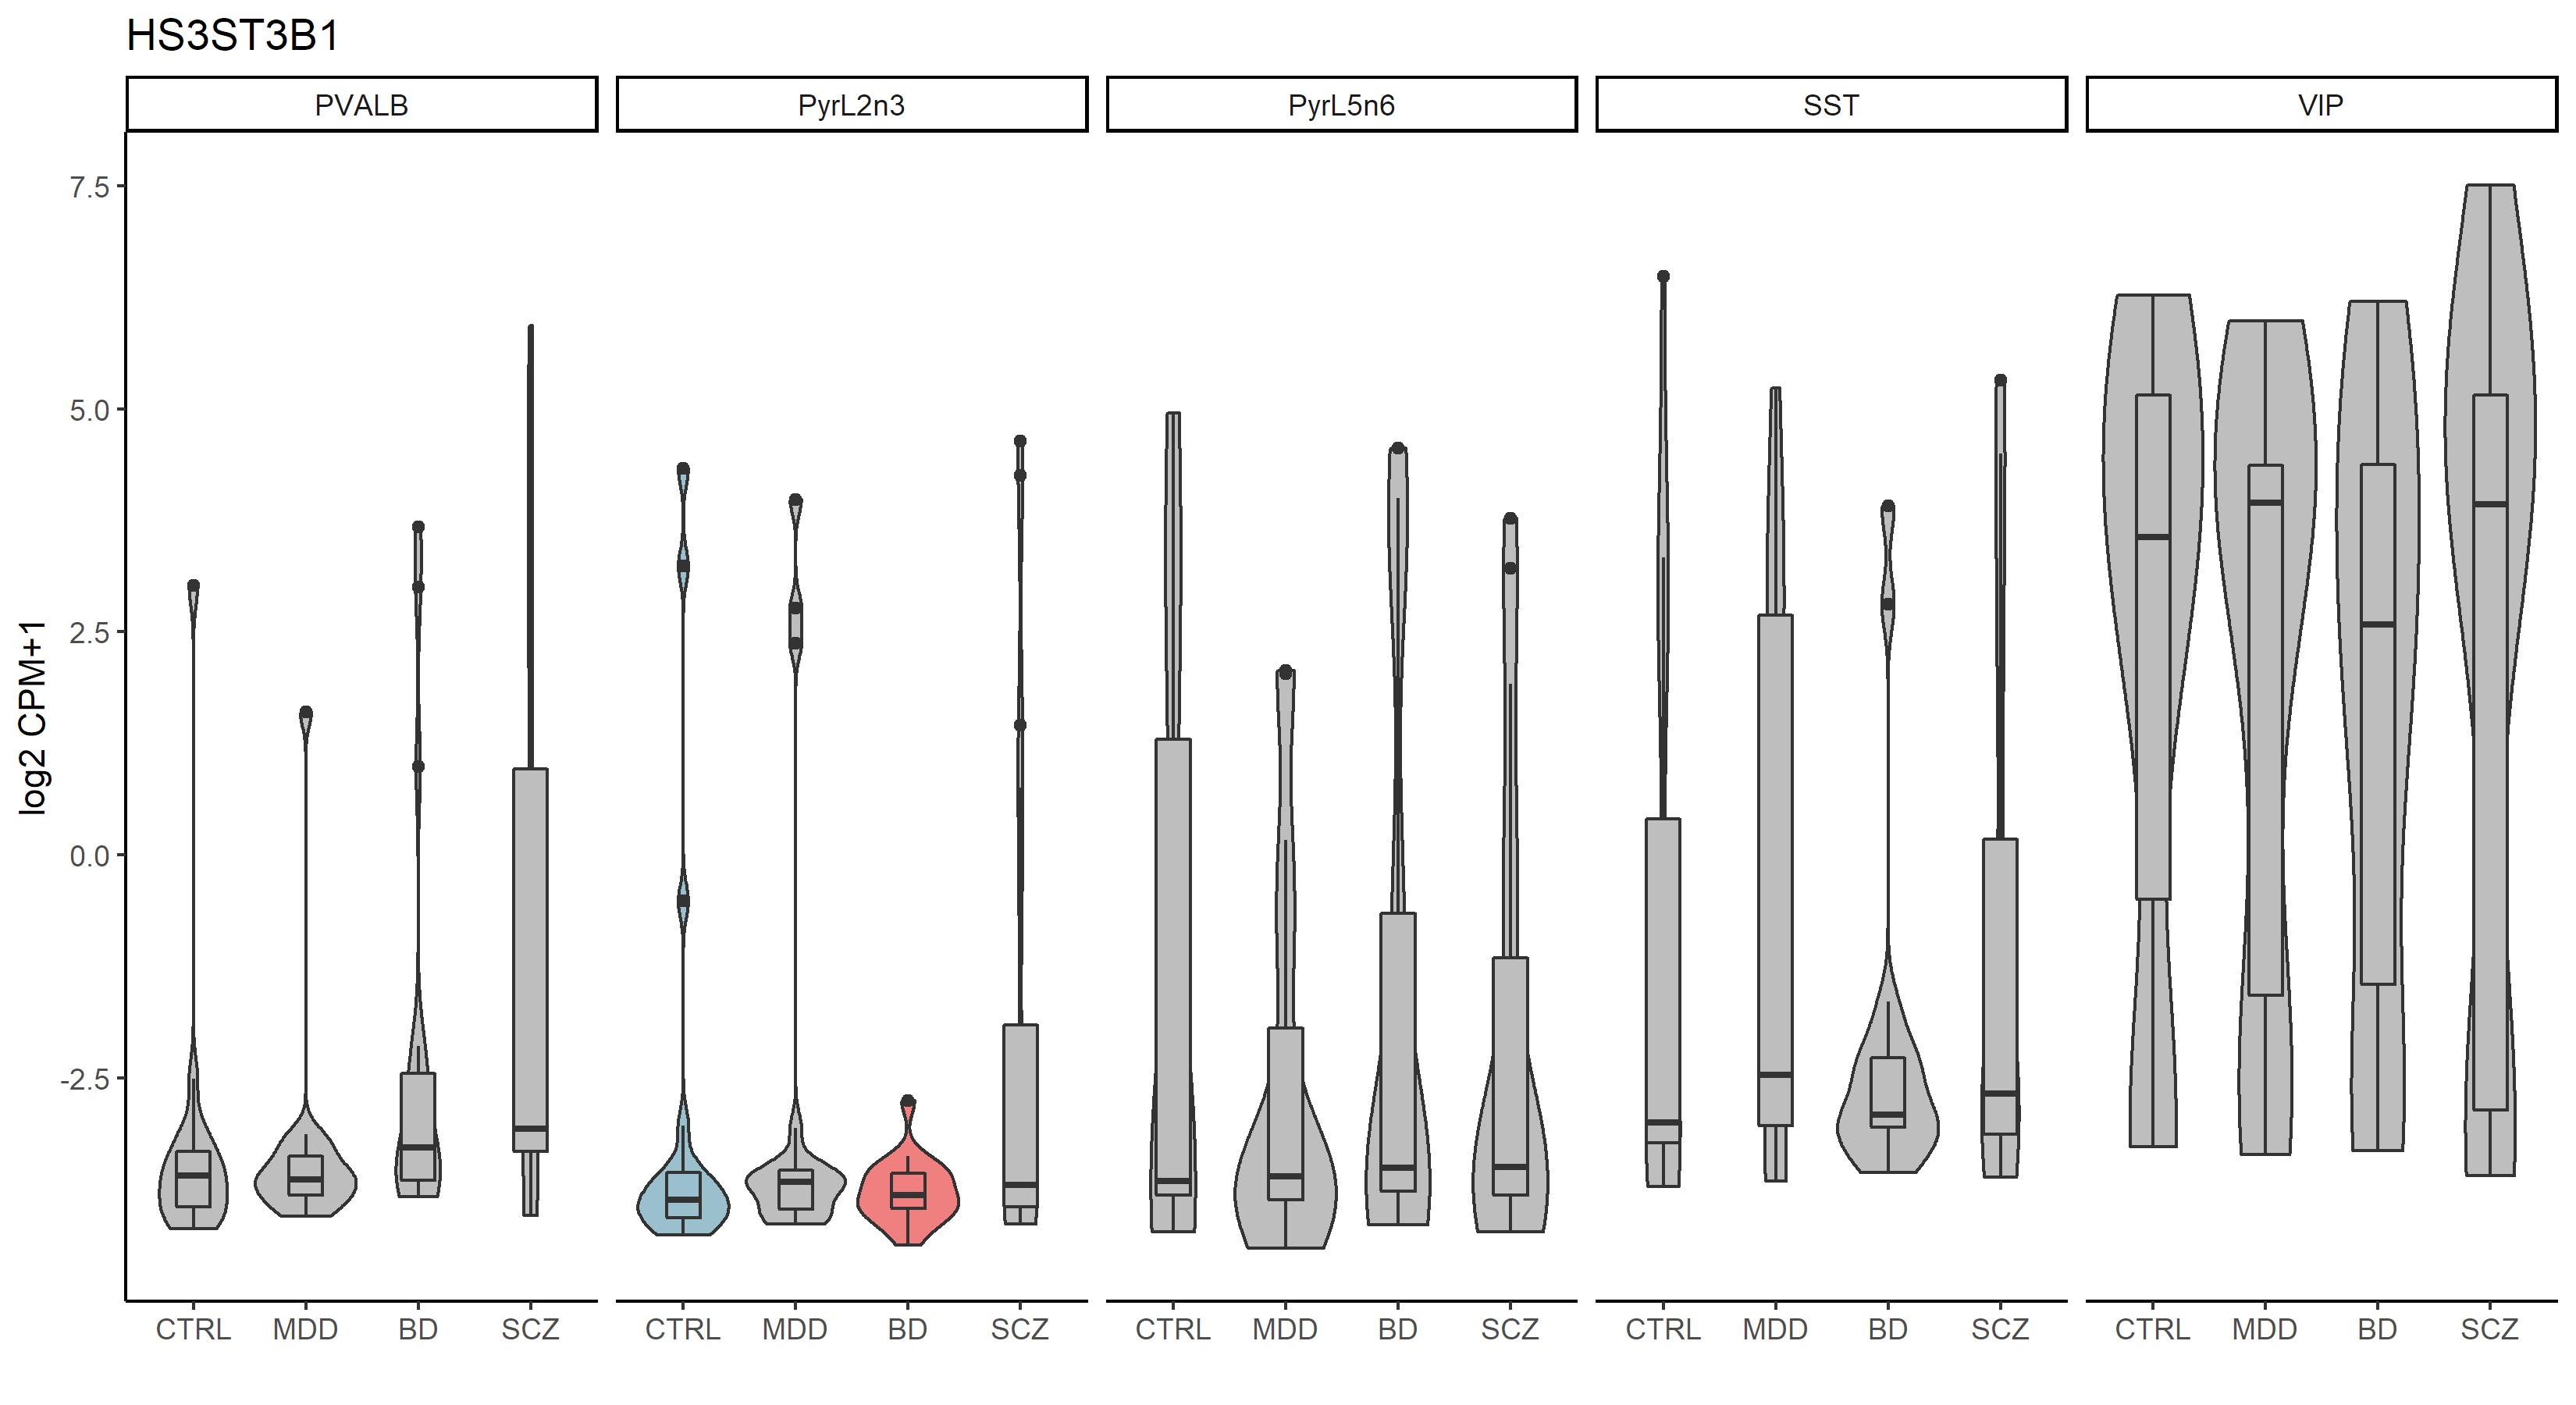 HS3ST3B1
PVALB PyrL2n3 PyrL5n6 SST VIP
log2 CPM+1
7.5
5.0
2.5
0.0
-2.5
CTRL MDD BD SCZ CTRL MDD BD SCZ CTRL MDD BD SCZ CTRL MDD BD SCZ CTRL MDD BD SCZ